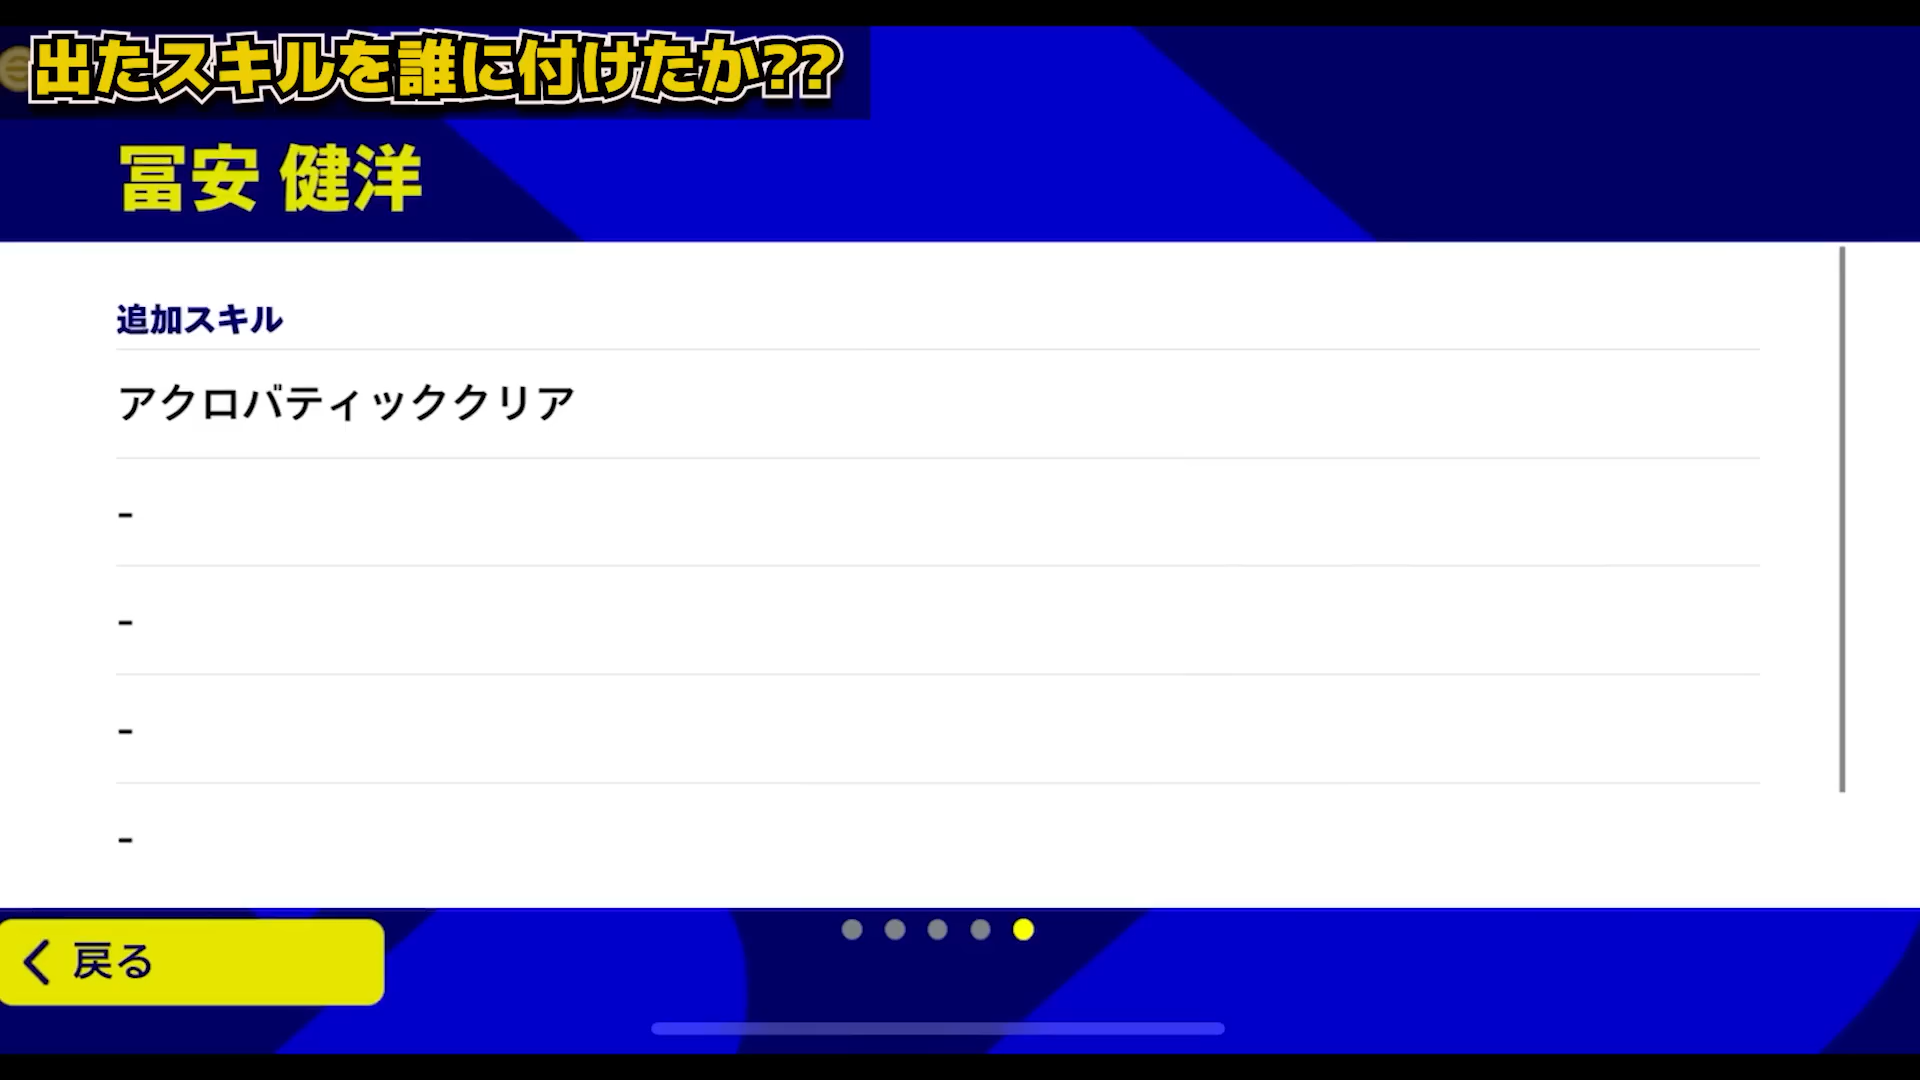 出たスキルを誰に付けたか??
冨安 健洋
追加スキル
アクロバティッククリア
-
-
-
-
戻る